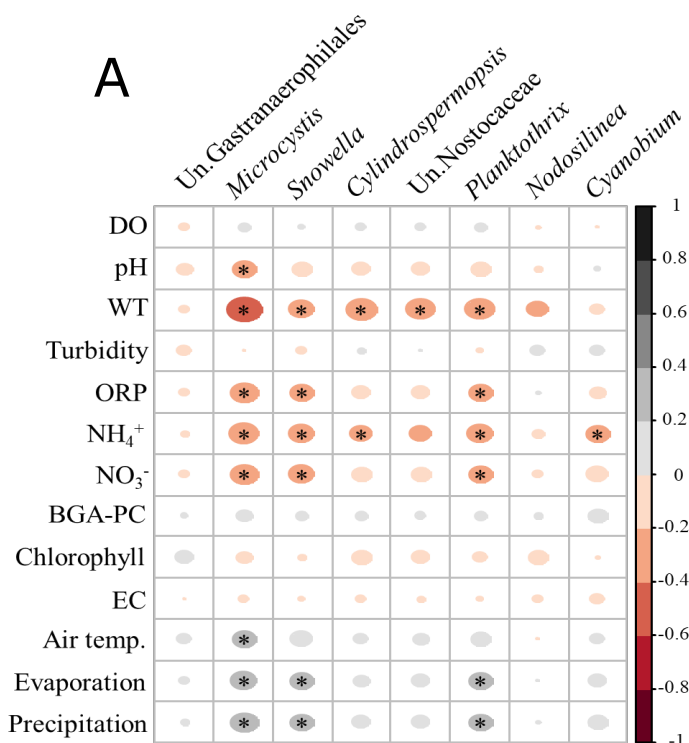 A
Un.Gastranaerophilales
Microcystis
Snowella
Cylindrospermopsis
Un.Nostocaceae
Planktothrix
Nodosilinea
Cyanobium
DO
pH *
WT * * * * *
Turbidity
ORP * * *
NH₄⁺ * * * * *
NO₃⁻ * * *
BGA-PC
Chlorophyll
EC
Air temp. *
Evaporation * * *
Precipitation * * *
1
0.8
0.6
0.4
0.2
0
-0.2
-0.4
-0.6
-0.8
-1